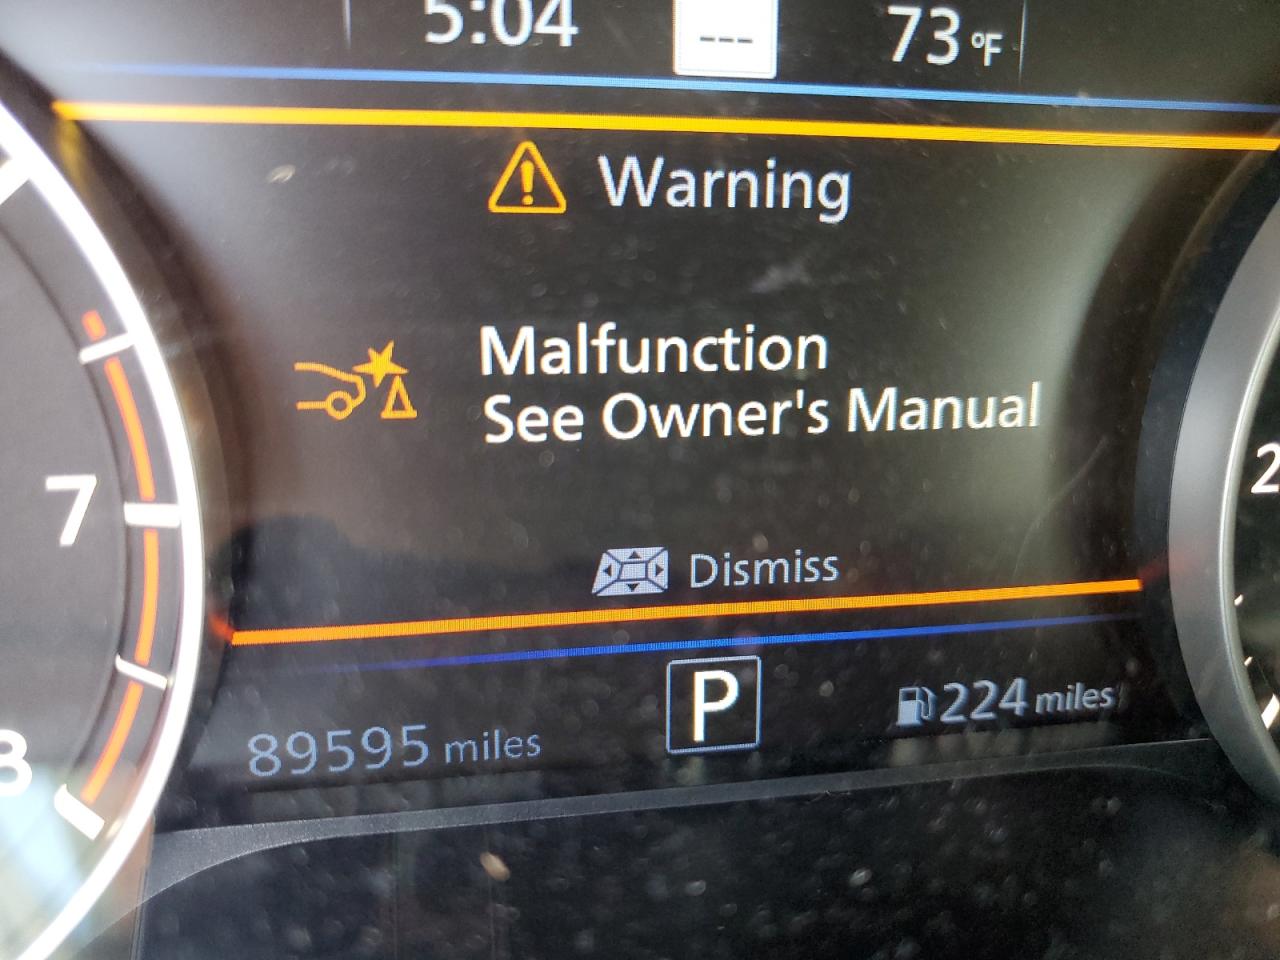 5:04 --- 73 °F
Warning
Malfunction
See Owner's Manual
Dismiss
7
2
P
224 miles
89595 miles
8